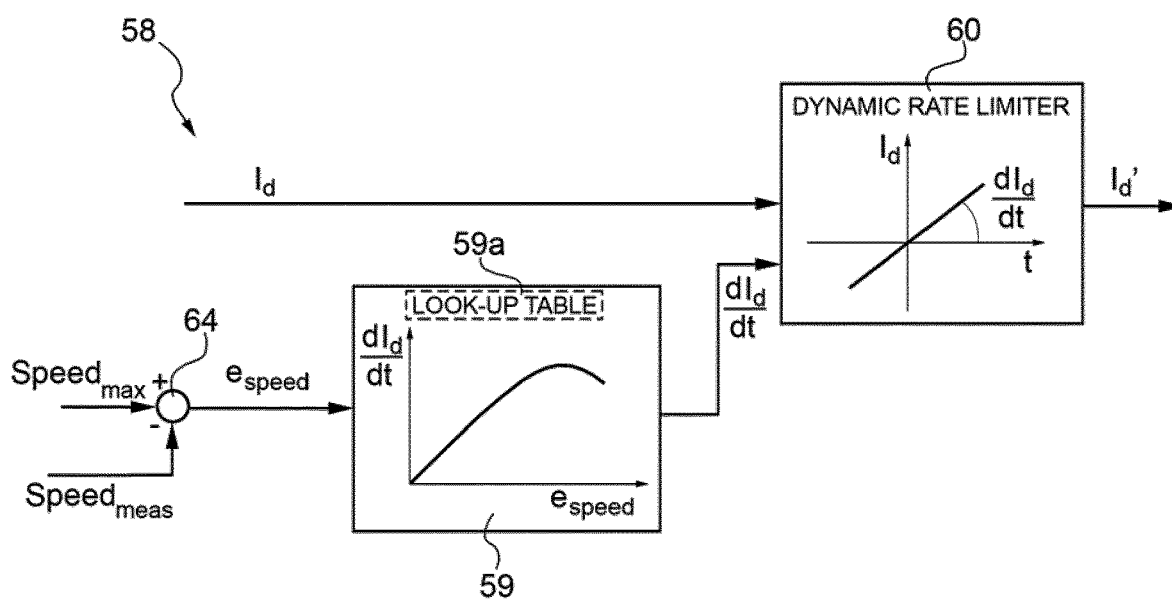 58
60
DYNAMIC RATE LIMITER
I_d
dI_d
dt
t
I_d
I_d'
59a
LOOK-UP TABLE
dI_d
dt
e_speed
dI_d
dt
64
Speed_max
+
-
e_speed
Speed_meas
59